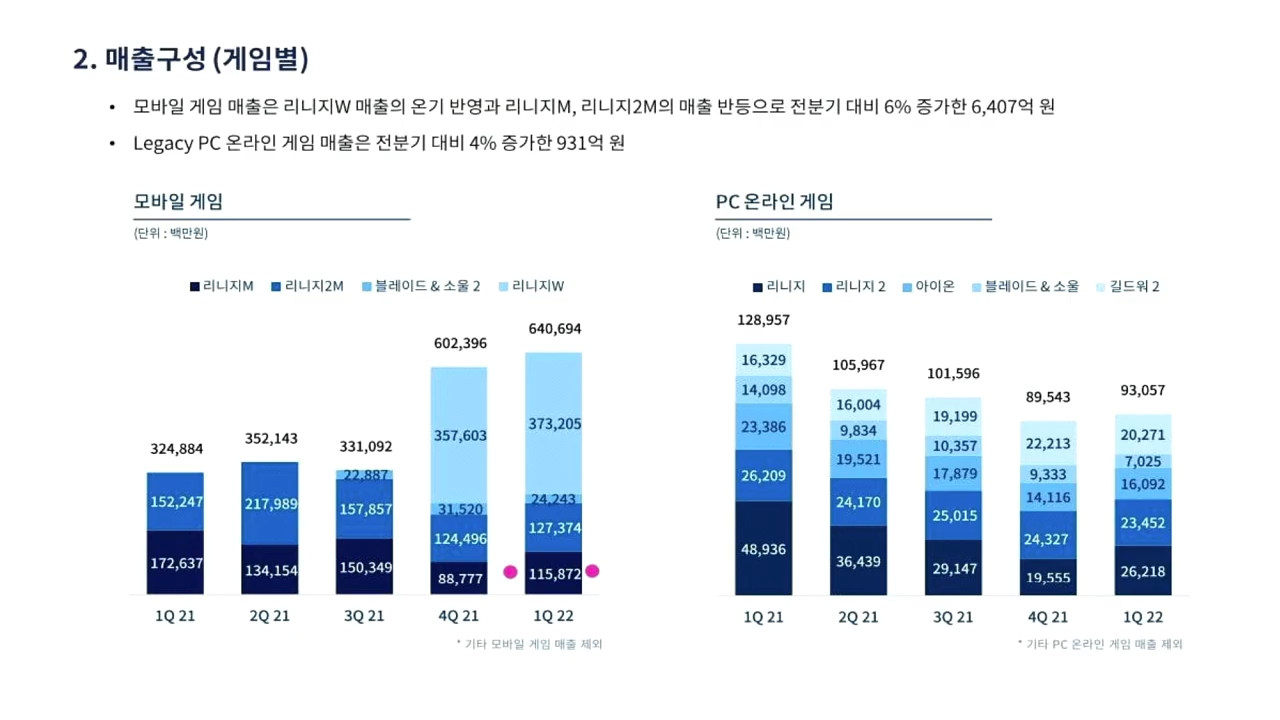 2. 매출구성 (게임별)
• 모바일 게임 매출은 리니지W 매출의 온기 반영과 리니지M, 리니지2M의 매출 반등으로 전분기 대비 6% 증가한 6,407억 원
• Legacy PC 온라인 게임 매출은 전분기 대비 4% 증가한 931억 원
모바일 게임
(단위 : 백만원)
리니지M 리니지2M 블레이드 & 소울 2 리니지W
324,884 352,143 331,092 602,396 640,694
22,887 357,603 373,205
31,520 24,243
152,247 217,989 157,857 124,496 127,374
172,637 134,154 150,349 88,777 115,872
1Q 21 2Q 21 3Q 21 4Q 21 1Q 22
* 기타 모바일 게임 매출 제외
PC 온라인 게임
(단위 : 백만원)
리니지 리니지 2 아이온 블레이드 & 소울 길드워 2
128,957 105,967 101,596 89,543 93,057
16,329 16,004 19,199 22,213 20,271
14,098 9,834 10,357 9,333 7,025
23,386 19,521 17,879 14,116 16,092
26,209 24,170 25,015 24,327 23,452
48,936 36,439 29,147 19,555 26,218
1Q 21 2Q 21 3Q 21 4Q 21 1Q 22
* 기타 PC 온라인 게임 매출 제외